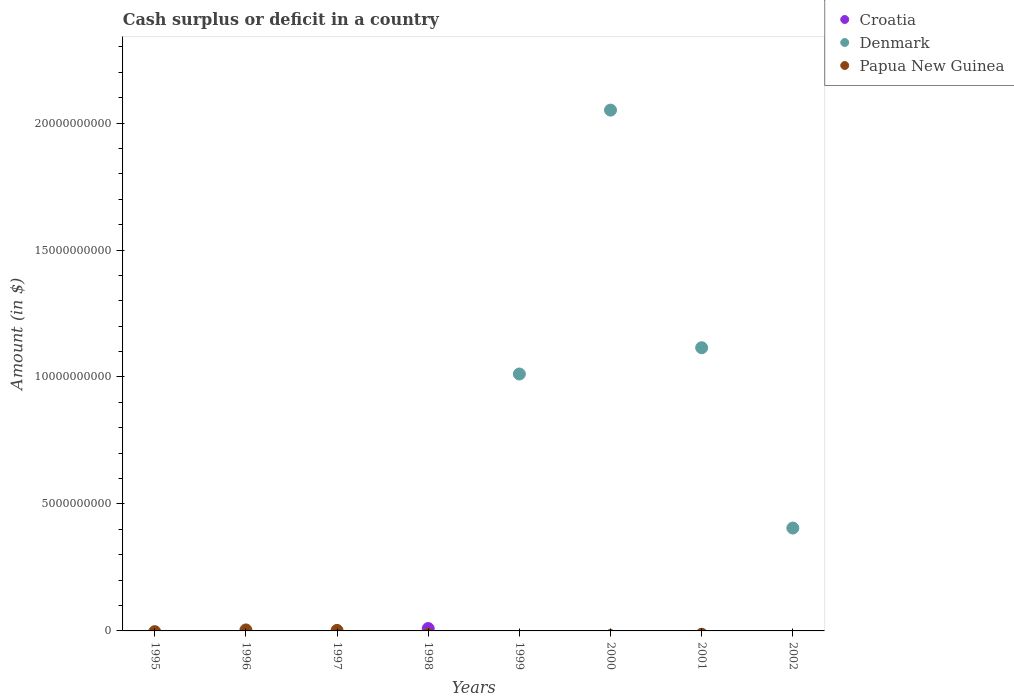 Cash surplus or deficit in a country
Croatia
Denmark
Papua New Guinea
Amount (in $)
20000000000
15000000000
10000000000
5000000000
0
1995
1996
1997
1998
1999
2000
2001
2002
Years